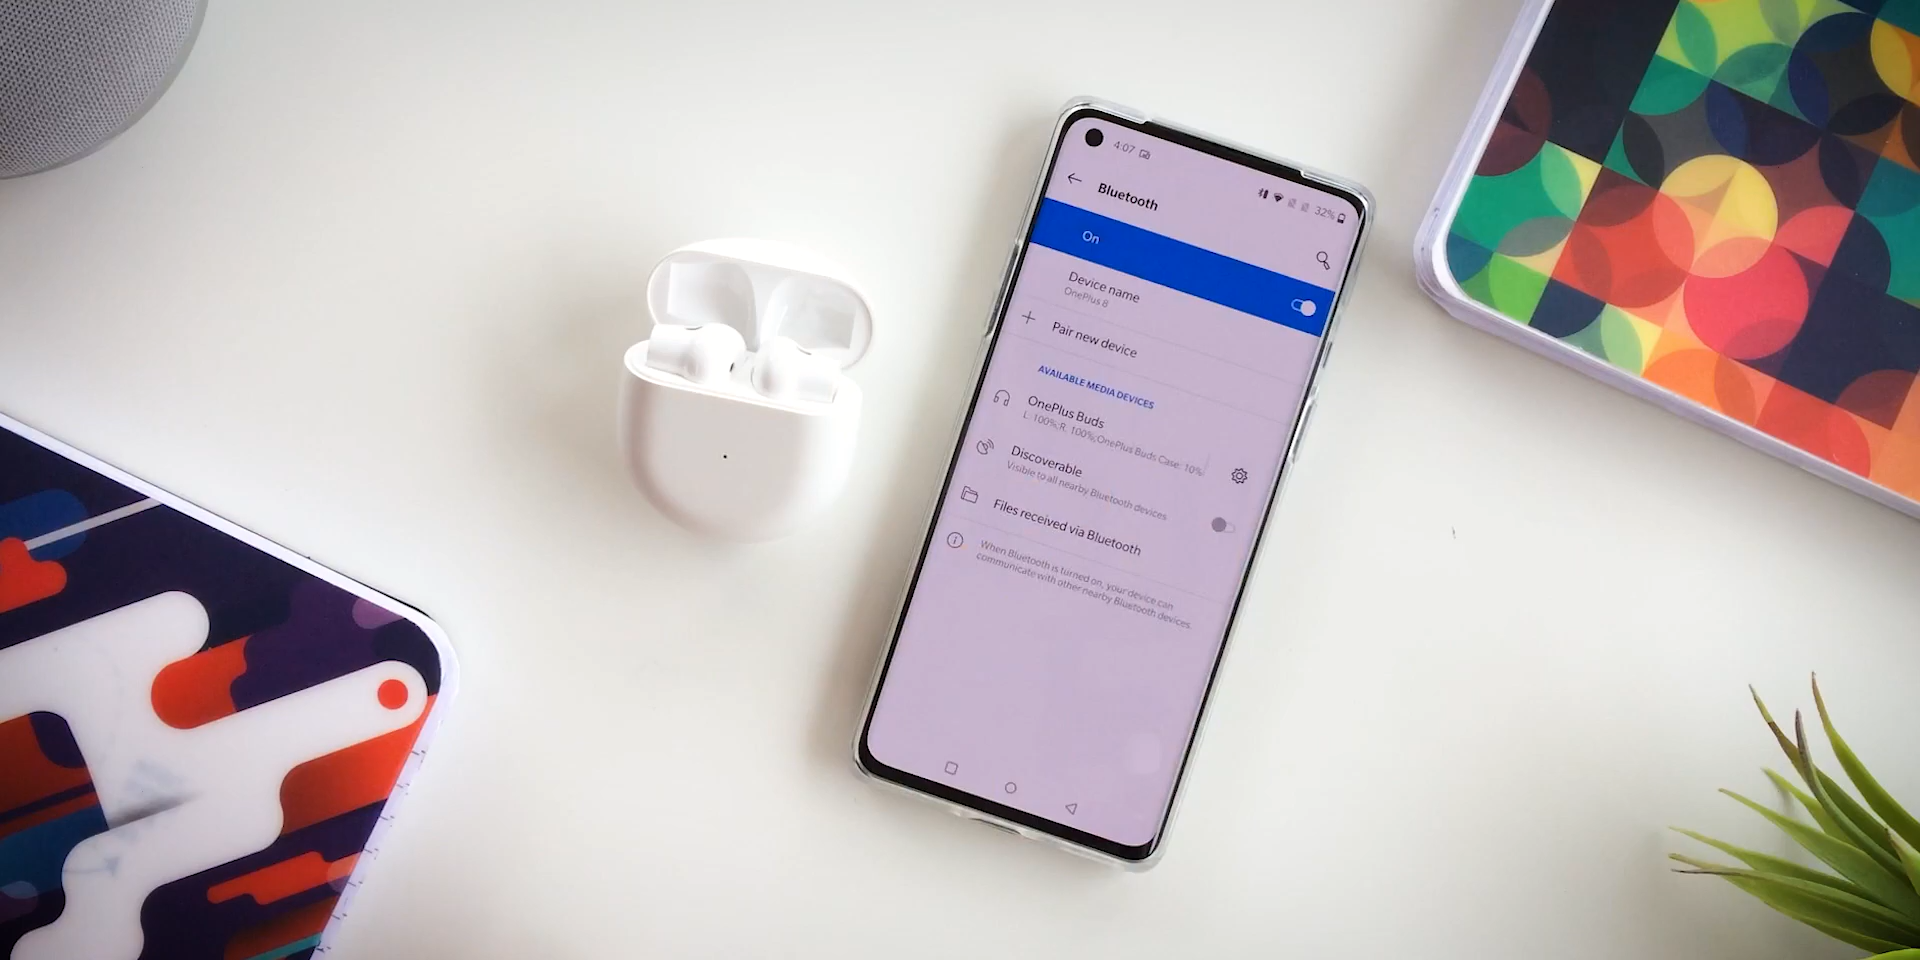 4:07
32%
Bluetooth
On
Device name
OnePlus 8
Pair new device
AVAILABLE MEDIA DEVICES
OnePlus Buds
L: 100%;R: 100%;OnePlus Buds Case: 10%
Discoverable
Visible to all nearby Bluetooth devices
Files received via Bluetooth
When Bluetooth is turned on, your device can
communicate with other nearby Bluetooth devices.